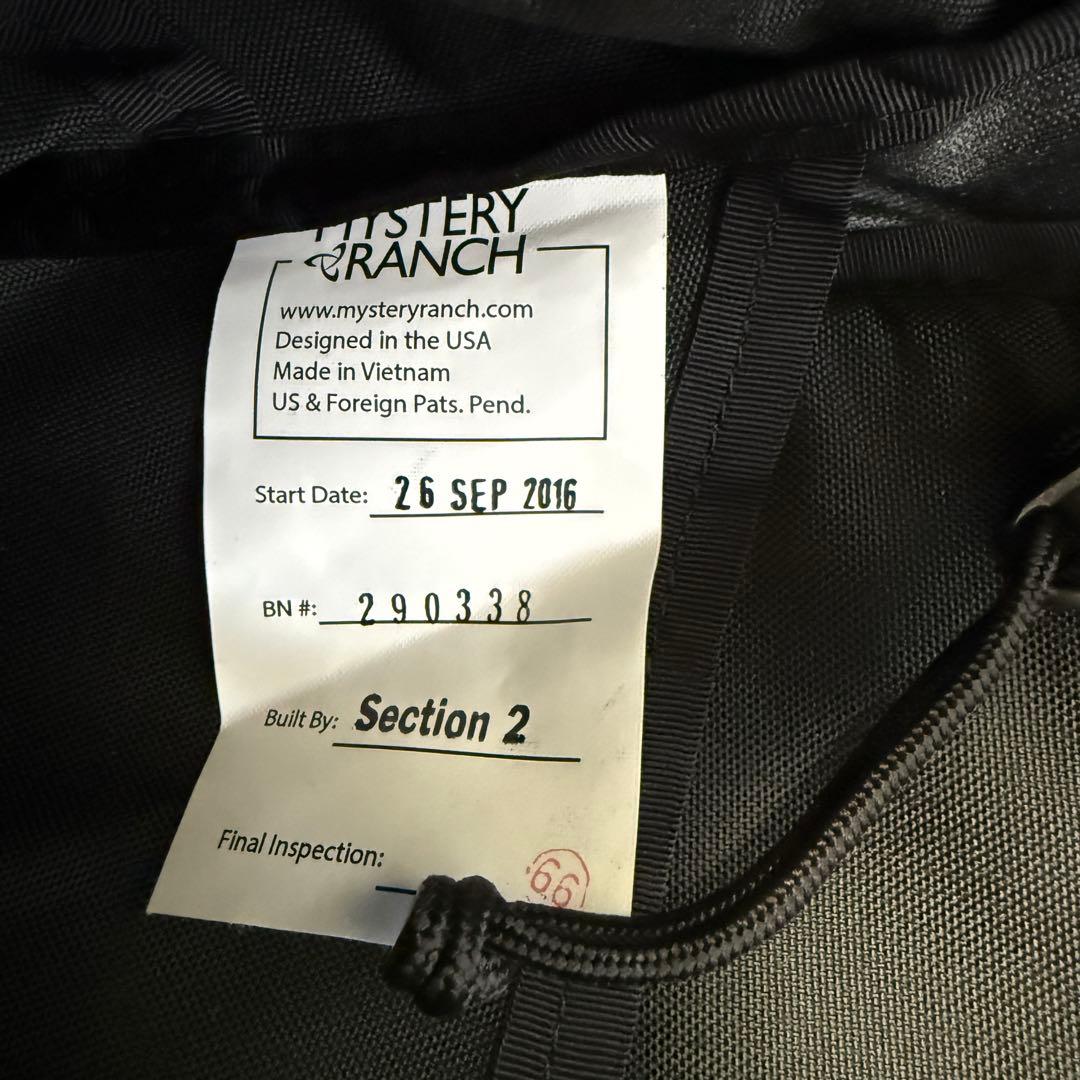 MYSTERY
RANCH
www.mysteryranch.com
Designed in the USA
Made in Vietnam
US & Foreign Pats. Pend.
Start Date: 26 SEP 2016
BN #: 290338
Built By: Section 2
Final Inspection:
66